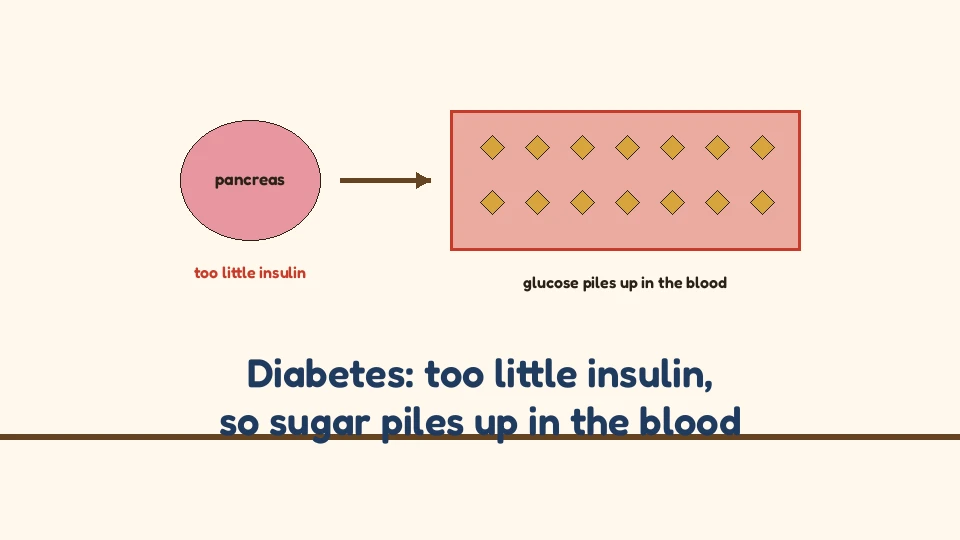 pancreas
too little insulin
glucose piles up in the blood
Diabetes: too little insulin,
so sugar piles up in the blood